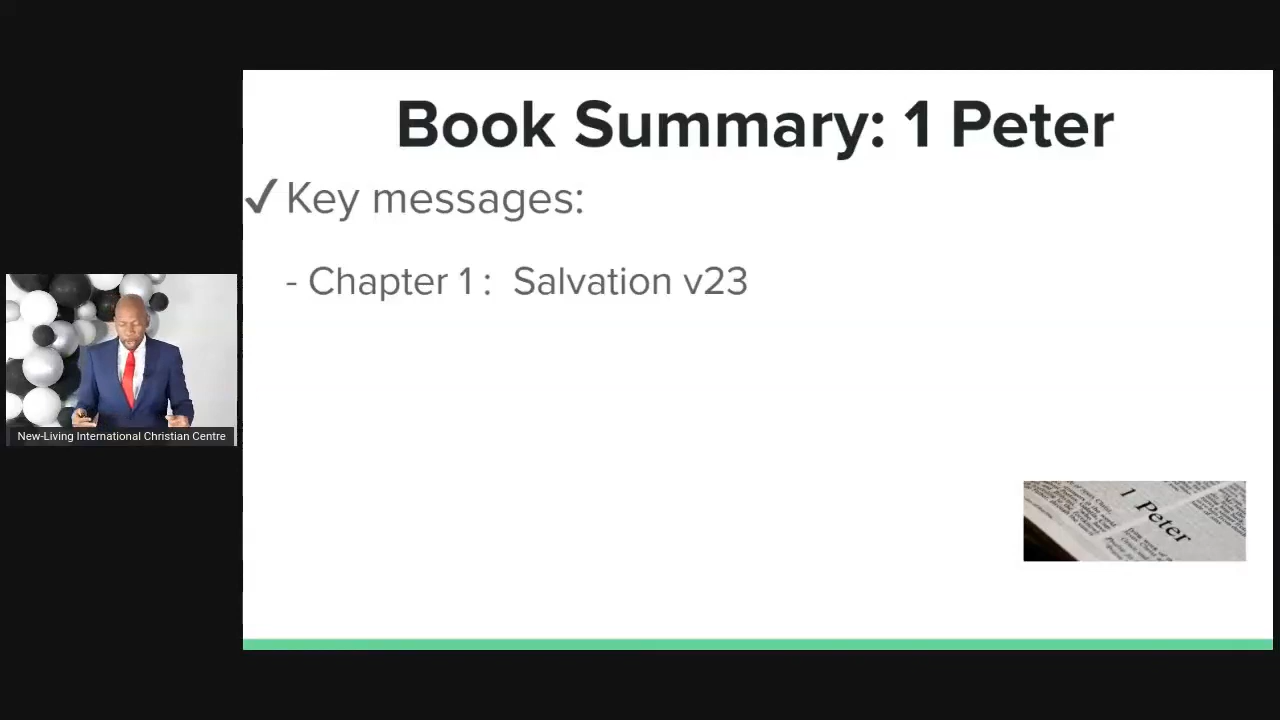 Book Summary: 1 Peter
✓Key messages:
- Chapter 1 : Salvation v23
New-Living International Christian Centre
1 Peter